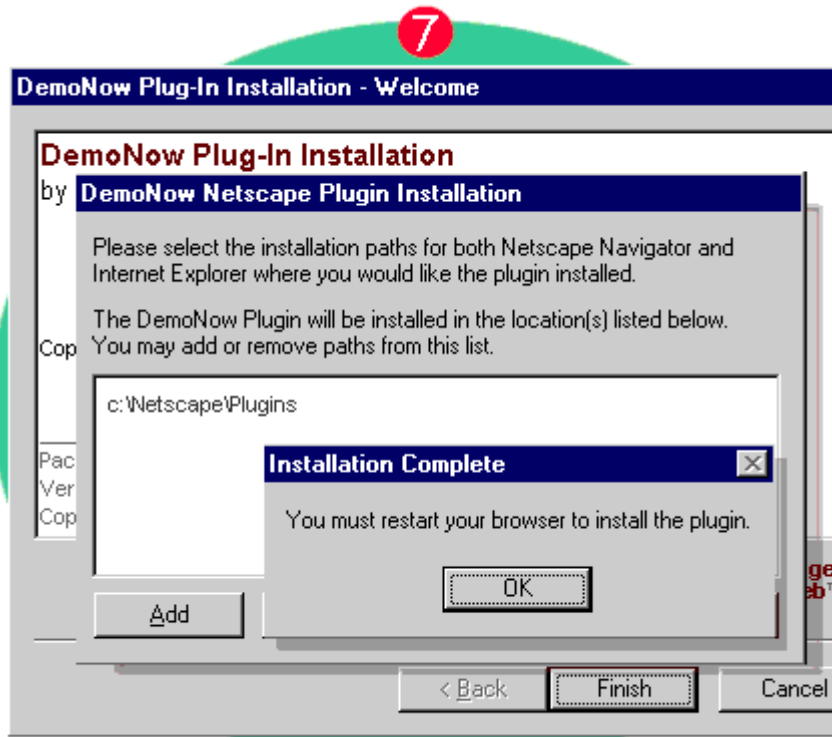 7
DemoNow Plug-In Installation - Welcome
DemoNow Plug-In Installation
by
DemoNow Netscape Plugin Installation
Please select the installation paths for both Netscape Navigator and
Internet Explorer where you would like the plugin installed.
The DemoNow Plugin will be installed in the location(s) listed below.
You may add or remove paths from this list.
Cop
c:\Netscape\Plugins
Pac
Ver
Cop
Installation Complete
You must restart your browser to install the plugin.
OK
ge
eb™
Add
< Back
Finish
Cancel